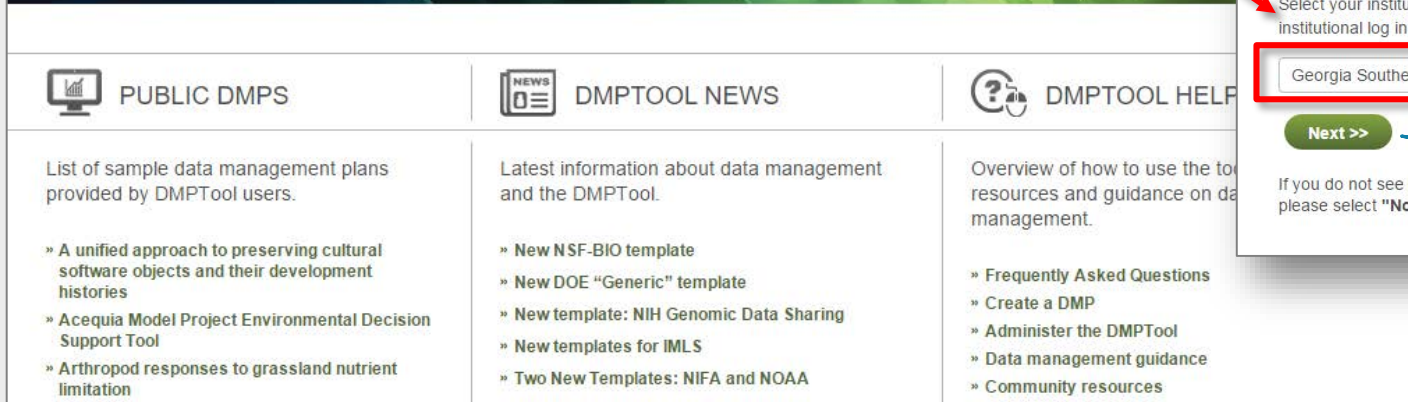 PUBLIC DMPS
List of sample data management plans
provided by DMPTool users.
» A unified approach to preserving cultural
software objects and their development
histories
» Acequia Model Project Environmental Decision
Support Tool
» Arthropod responses to grassland nutrient
limitation
NEWS
DMPTOOL NEWS
Latest information about data management
and the DMPTool.
» New NSF-BIO template
» New DOE “Generic” template
» New template: NIH Genomic Data Sharing
» New templates for IMLS
» Two New Templates: NIFA and NOAA
?
DMPTOOL HELP
Overview of how to use the
resources and guidance on
management.
» Frequently Asked Questions
» Create a DMP
» Administer the DMPTool
» Data management guidance
» Community resources
Select your
institutional log in
Georgia
Next >>
If you do not see
please select